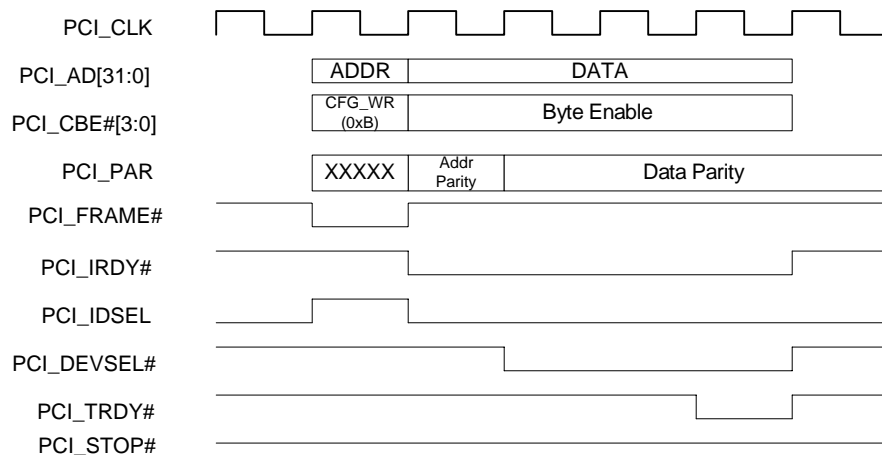 PCI_CLK
PCI_AD[31:0] ADDR DATA
PCI_CBE#[3:0] CFG_WR (0xB) Byte Enable
PCI_PAR XXXXX Addr Parity Data Parity
PCI_FRAME#
PCI_IRDY#
PCI_IDSEL
PCI_DEVSEL#
PCI_TRDY#
PCI_STOP#